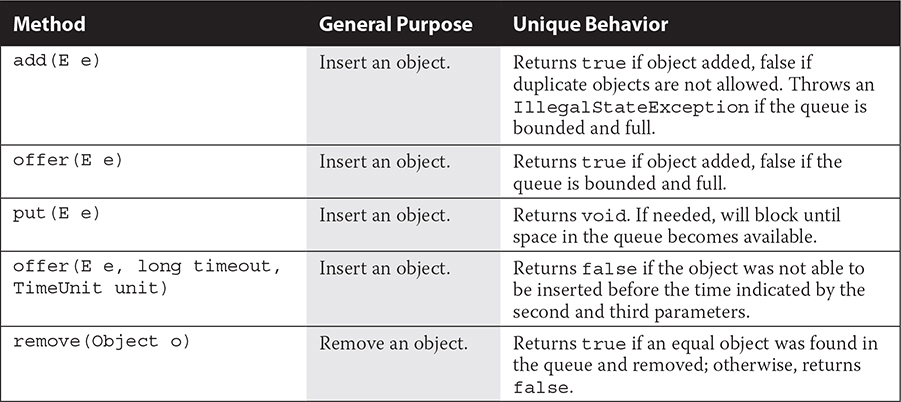 Method General Purpose Unique Behavior
add(E e) Insert an object. Returns true if object added, false if
duplicate objects are not allowed. Throws an
IllegalStateException if the queue is
bounded and full.
offer(E e) Insert an object. Returns true if object added, false if the
queue is bounded and full.
put(E e) Insert an object. Returns void. If needed, will block until
space in the queue becomes available.
offer(E e, long timeout, Insert an object. Returns false if the object was not able to
TimeUnit unit) be inserted before the time indicated by the
second and third parameters.
remove(Object o) Remove an object. Returns true if an equal object was found in
the queue and removed; otherwise, returns
false.